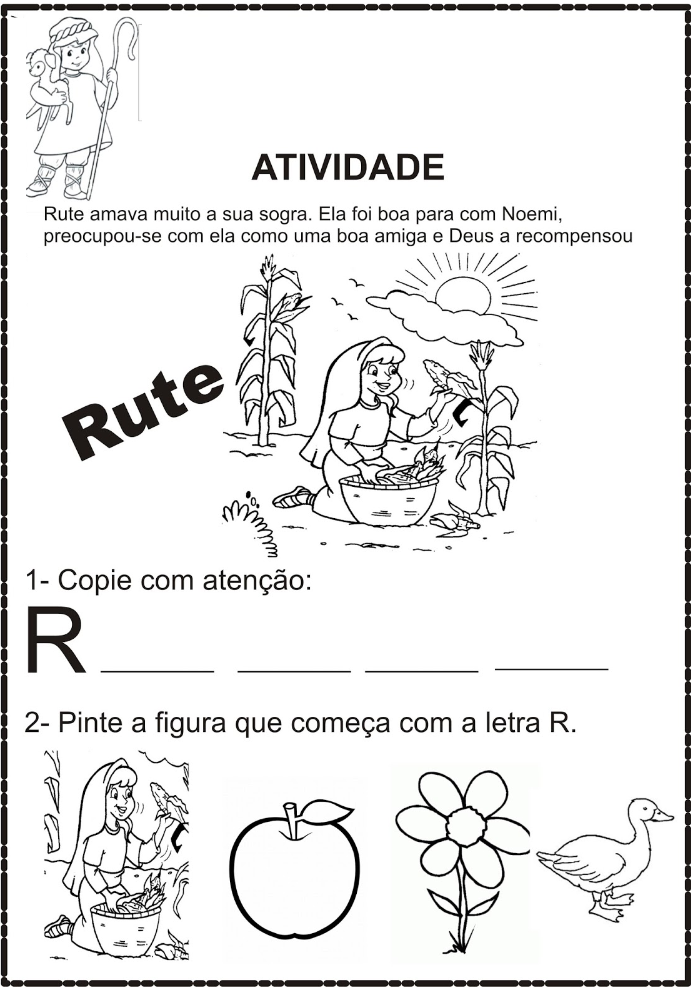 ATIVIDADE
Rute amava muito a sua sogra. Ela foi boa para com Noemi,
preocupou-se com ela como uma boa amiga e Deus a recompensou
Rute
1- Copie com atenção:
R
2- Pinte a figura que começa com a letra R.